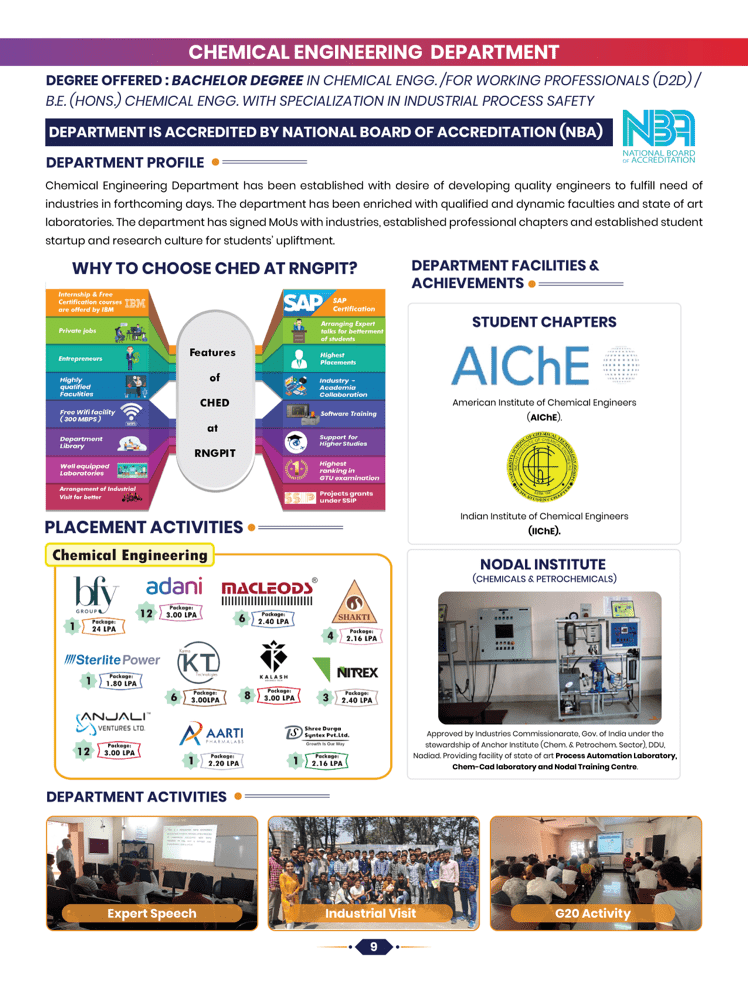 CHEMICAL ENGINEERING DEPARTMENT
DEGREE OFFERED : BACHELOR DEGREE IN CHEMICAL ENGG. /FOR WORKING PROFESSIONALS (D2D) /
B.E. (HONS.) CHEMICAL ENGG. WITH SPECIALIZATION IN INDUSTRIAL PROCESS SAFETY
DEPARTMENT IS ACCREDITED BY NATIONAL BOARD OF ACCREDITATION (NBA)
NBA
NATIONAL BOARD
OF ACCREDITATION
DEPARTMENT PROFILE
Chemical Engineering Department has been established with desire of developing quality engineers to fulfill need of
industries in forthcoming days. The department has been enriched with qualified and dynamic faculties and state of art
laboratories. The department has signed MoUs with industries, established professional chapters and established student
startup and research culture for students' upliftment.
WHY TO CHOOSE CHED AT RNGPIT?
Internship & Free
Certification courses
are offerd by IBM
IBM
Private jobs
Entrepreneurs
Highly
qualified
Faculities
Free Wifi facility
( 300 MBPS )
WiFi
Department
Library
Well equipped
Laboratories
Arrangement of Industrial
Visit for better
Features
of
CHED
at
RNGPIT
SAP
SAP
Certification
Arranging Expert
talks for betterment
of students
Highest
Placements
Industry -
Academia
Collaboration
Software Training
Support for
Higher Studies
Highest
ranking in
GTU examination
Projects grants
under SSIP
PLACEMENT ACTIVITIES
Chemical Engineering
bfy
GROUP
1
Package:
24 LPA
adani
12
Package:
3.00 LPA
MACLEODS®
6
Package:
2.40 LPA
SHAKTI
4
Package:
2.16 LPA
Sterlite Power
1
Package:
1.80 LPA
KT
6
Package:
3.00LPA
KALASH
8
Package:
3.00 LPA
NITREX
3
Package:
2.40 LPA
ANJALI™
VENTURES LTD.
12
Package:
3.00 LPA
AARTI
PHARMALABS
1
Package:
2.20 LPA
Shree Durga
Syntex Pvt.Ltd.
Growth Is Our Way
1
Package:
2.16 LPA
DEPARTMENT FACILITIES &
ACHIEVEMENTS
STUDENT CHAPTERS
AIChE
American Institute of Chemical Engineers
(AIChE).
Indian Institute of Chemical Engineers
(IIChE).
NODAL INSTITUTE
(CHEMICALS & PETROCHEMICALS)
Approved by Industries Commissionarate, Gov. of India under the
stewardship of Anchor Institute (Chem. & Petrochem. Sector), DDU,
Nadiad. Providing facility of state of art Process Automation Laboratory,
Chem-Cad laboratory and Nodal Training Centre.
DEPARTMENT ACTIVITIES
Expert Speech
Industrial Visit
G20 Activity
9